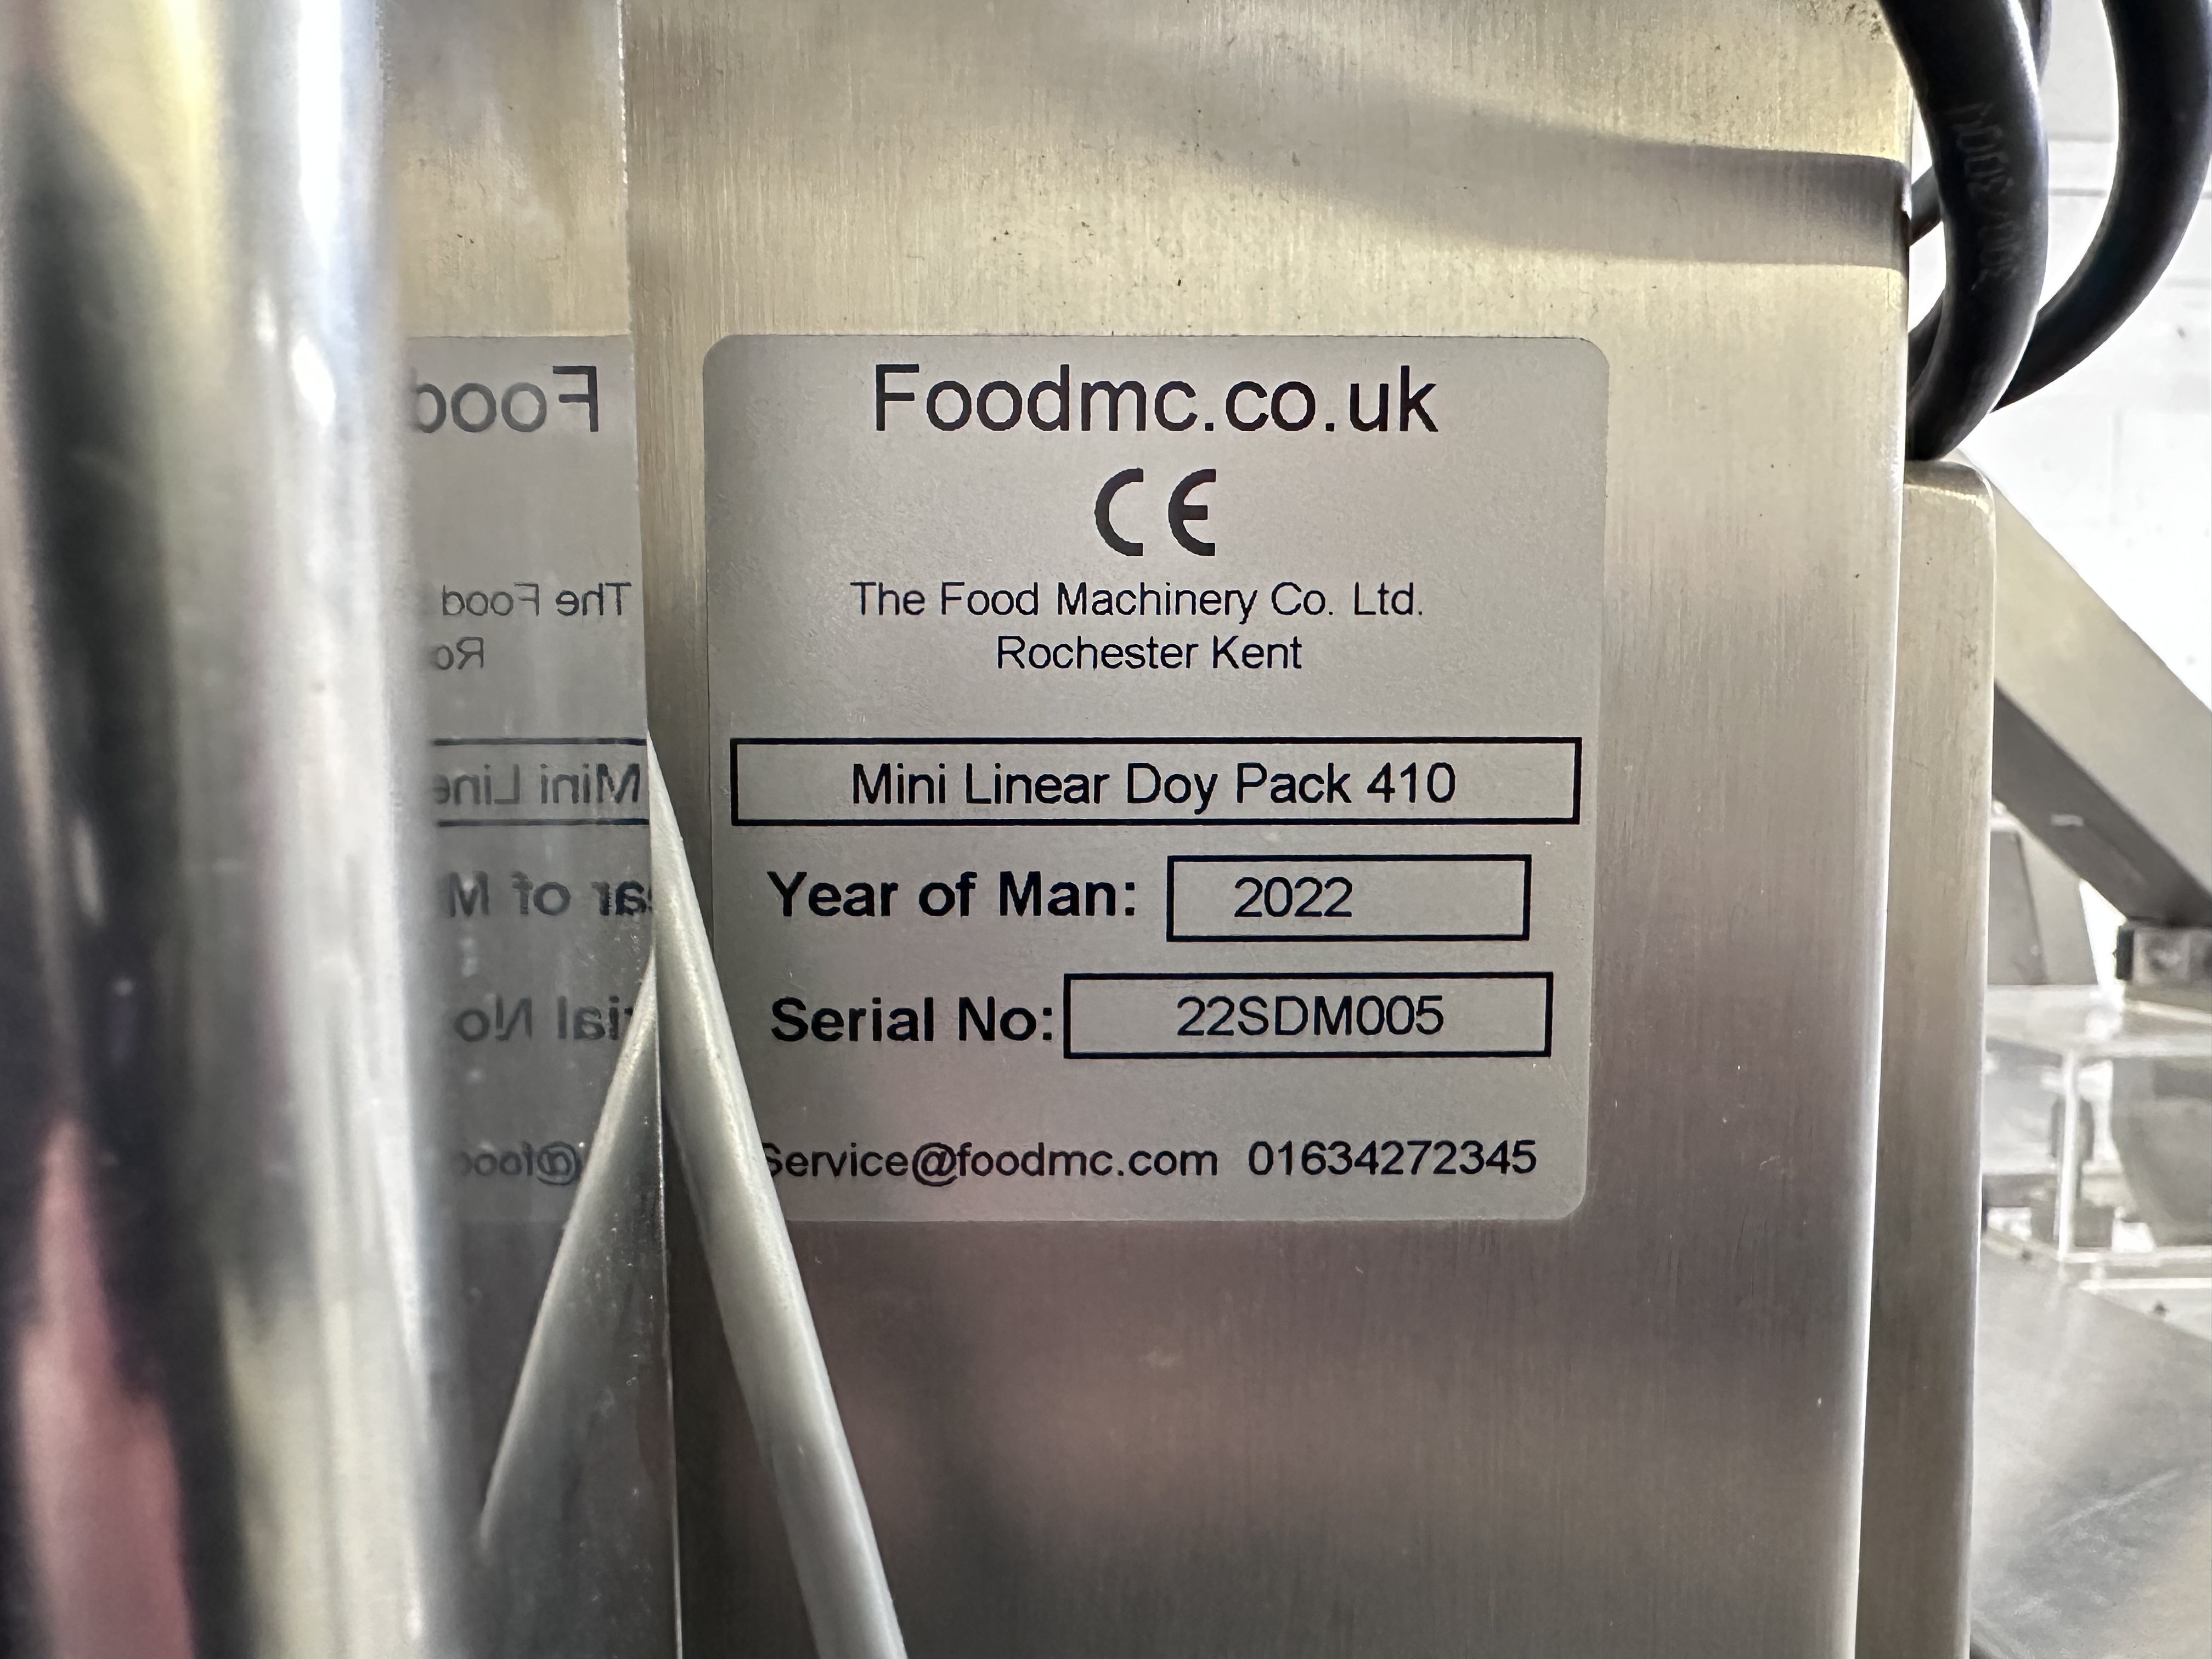 Foodmc.co.uk
CE
The Food Machinery Co. Ltd.
Rochester Kent
Mini Linear Doy Pack 410
Year of Man: 2022
Serial No: 22SDM005
Service@foodmc.com 01634272345